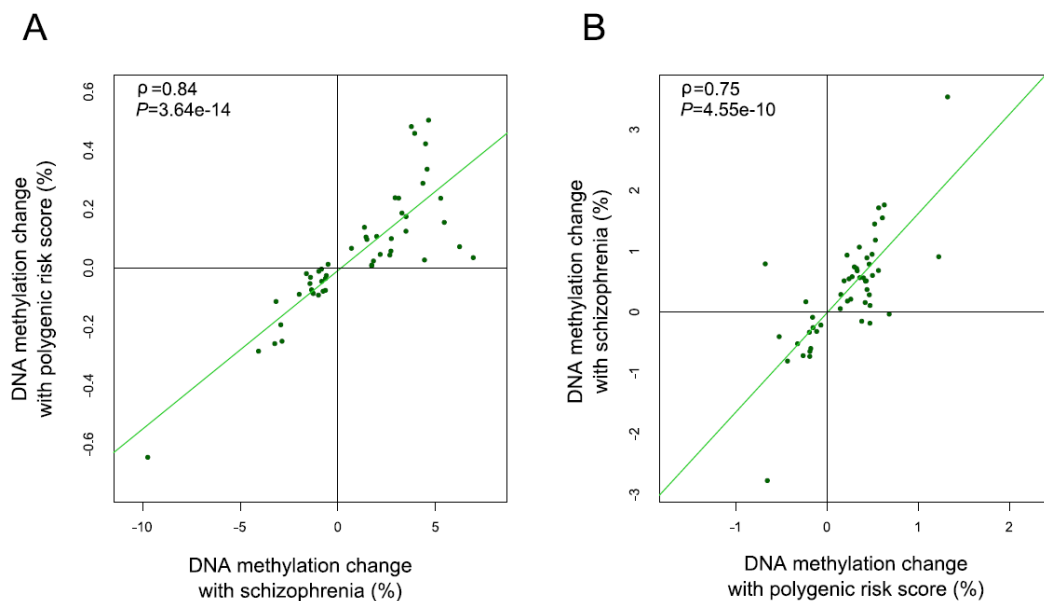 A
ρ=0.84
P=3.64e-14
DNA methylation change
with polygenic risk score (%)
0.6
0.4
0.2
0.0
-0.2
-0.4
-0.6
-10
-5
0
5
DNA methylation change
with schizophrenia (%)
B
ρ=0.75
P=4.55e-10
DNA methylation change
with schizophrenia (%)
3
2
1
0
-1
-2
-3
-1
0
1
2
DNA methylation change
with polygenic risk score (%)